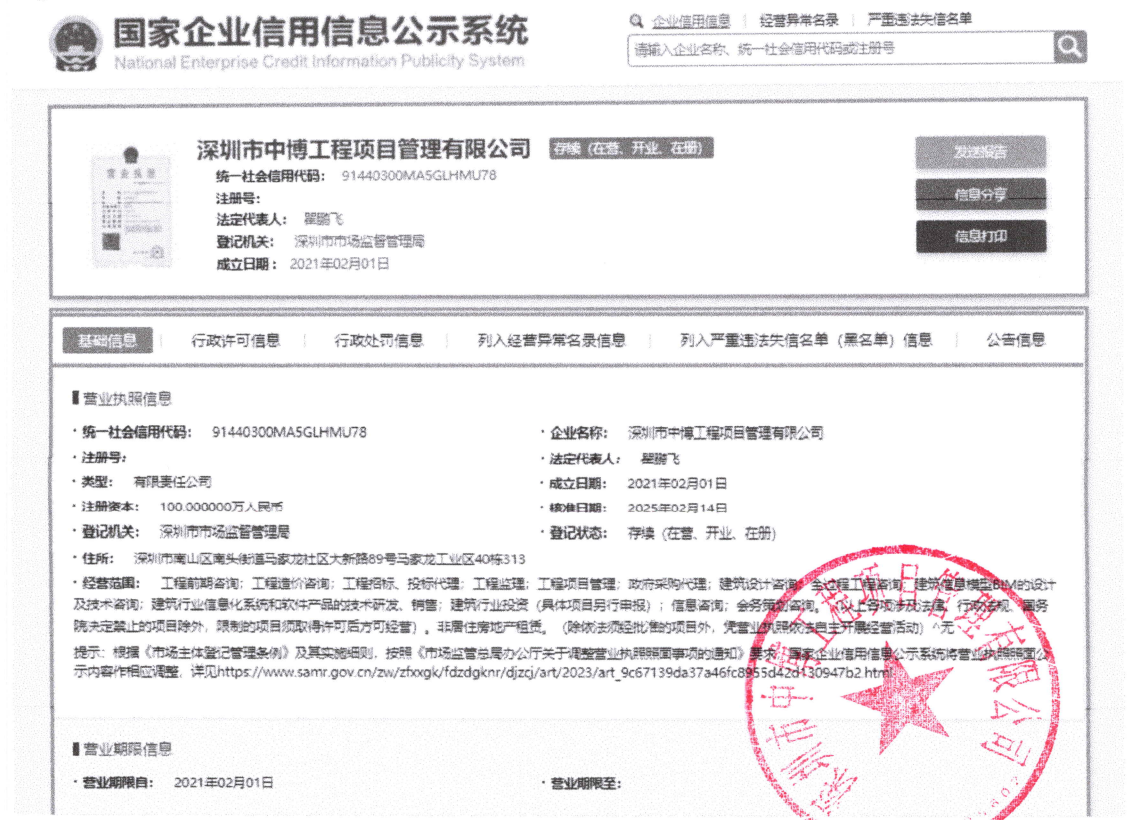 国家企业信用信息公示系统
National Enterprise Credit Information Publicity System
企业信用信息 | 经营异常名录 | 严重违法失信名单
请输入企业名称、统一社会信用代码或注册号
深圳市中博工程项目管理有限公司 存续（在营、开业、在册）
营业执照
统一社会信用代码： 91440300MA5GLHMU78
注册号：
法定代表人： 瞿鹏飞
登记机关： 深圳市市场监督管理局
成立日期： 2021年02月01日
发送报告
信息分享
信息打印
基础信息 | 行政许可信息 | 行政处罚信息 | 列入经营异常名录信息 | 列入严重违法失信名单（黑名单）信息 | 公告信息
营业执照信息
· 统一社会信用代码： 91440300MA5GLHMU78
· 企业名称： 深圳市中博工程项目管理有限公司
· 注册号：
· 法定代表人： 瞿鹏飞
· 类型： 有限责任公司
· 成立日期： 2021年02月01日
· 注册资本： 100.000000万人民币
· 核准日期： 2025年02月14日
· 登记机关： 深圳市市场监督管理局
· 登记状态： 存续（在营、开业、在册）
· 住所： 深圳市南山区南头街道马家龙社区大新路89号马家龙工业区40栋313
· 经营范围： 工程前期咨询；工程造价咨询；工程招标、投标代理；工程监理；工程项目管理；政府采购代理；建筑设计咨询；全过程工程咨询；建筑信息模型BIM的设计
及技术咨询；建筑行业信息化系统和软件产品的技术研发、销售；建筑行业投资（具体项目另行申报）；信息咨询；会务策划咨询。（以上各项涉及法律、行政法规、国务
院决定禁止的项目除外，限制的项目须取得许可后方可经营）。非居住房地产租赁。（除依法须经批准的项目外，凭营业执照依法自主开展经营活动）^无
提示：根据《市场主体登记管理条例》及其实施细则，按照《市场监管总局办公厅关于调整营业执照照面事项的通知》要求，国家企业信用信息公示系统将营业执照照面公
示内容作相应调整，详见https://www.samr.gov.cn/zw/zfxxgk/fdzdgknr/djzcj/art/2023/art_9c67139da37a46fc8955d42d130947b2.html
深圳市中博工程项目管理有限公司
营业期限信息
· 营业期限自： 2021年02月01日
· 营业期限至：